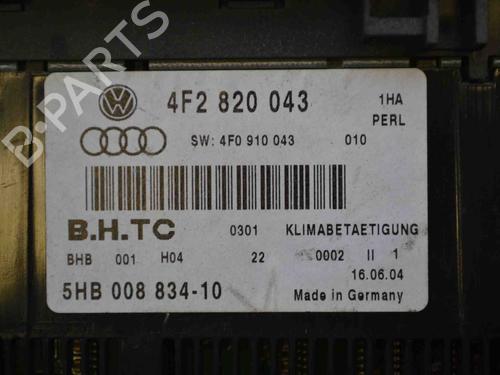 B-PARTS
4F2 820 043 1HA
PERL
SW: 4F0 910 043 010
B.H.TC 0301 KLIMABETAETIGUNG
BHB 001 H04 22 0002 II 1
16.06.04
5HB 008 834-10 Made in Germany